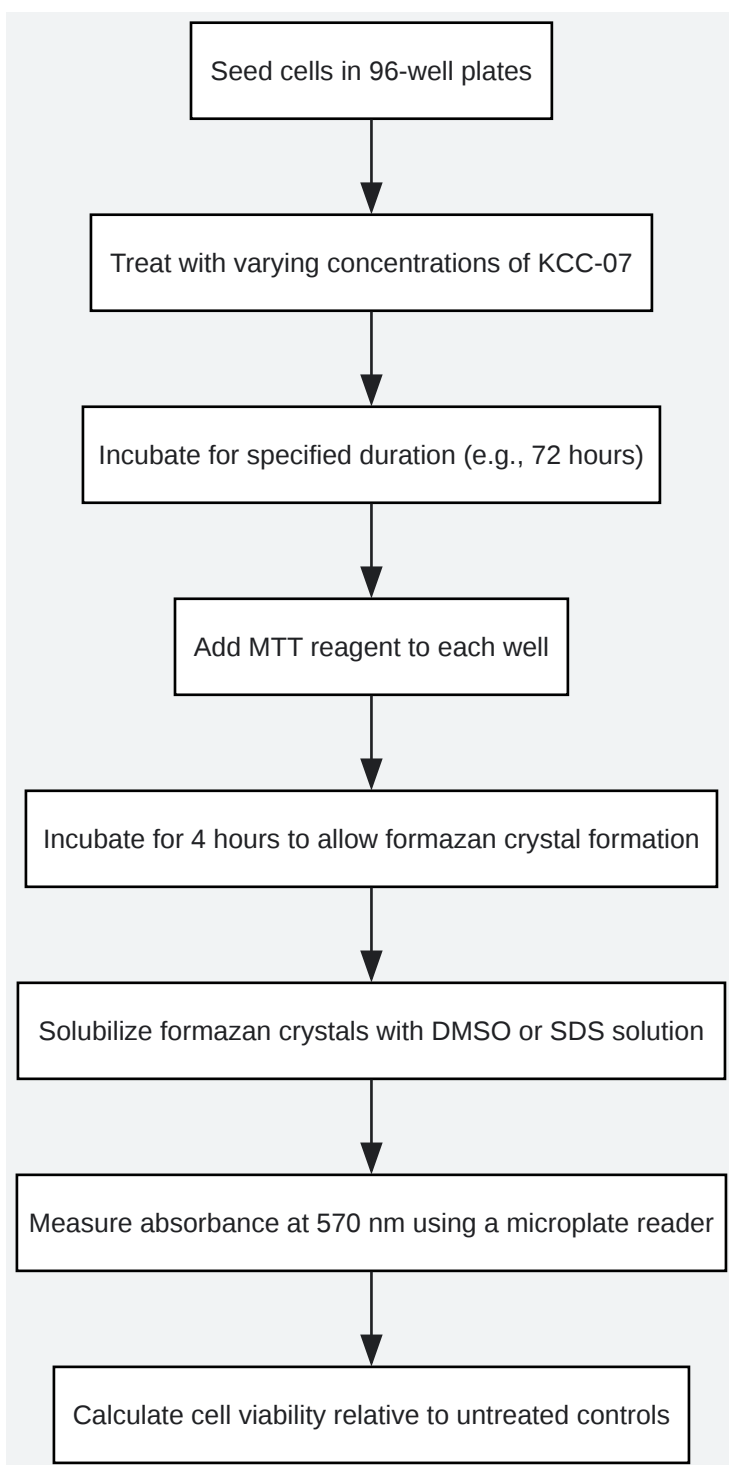 Seed cells in 96-well plates
Treat with varying concentrations of KCC-07
Incubate for specified duration (e.g., 72 hours)
Add MTT reagent to each well
Incubate for 4 hours to allow formazan crystal formation
Solubilize formazan crystals with DMSO or SDS solution
Measure absorbance at 570 nm using a microplate reader
Calculate cell viability relative to untreated controls